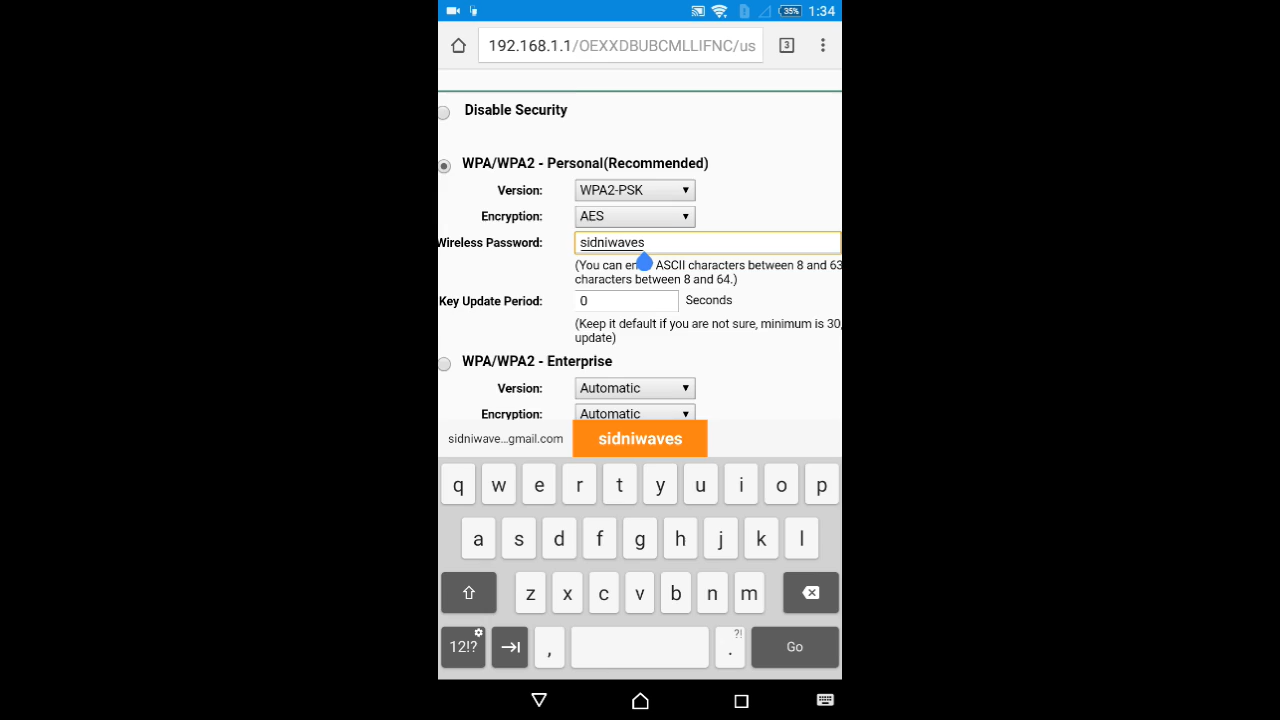 35% 1:34
192.168.1.1/OEXXDBUBCMLLIFNC/us 3
Disable Security
WPA/WPA2 - Personal(Recommended)
Version: WPA2-PSK
Encryption: AES
Wireless Password: sidniwaves
(You can en ASCII characters between 8 and 63
characters between 8 and 64.)
Key Update Period: 0 Seconds
(Keep it default if you are not sure, minimum is 30,
update)
WPA/WPA2 - Enterprise
Version: Automatic
Encryption: Automatic
sidniwave...gmail.com sidniwaves
q w e r t y u i o p
a s d f g h j k l
z x c v b n m
12!? , . ?! Go